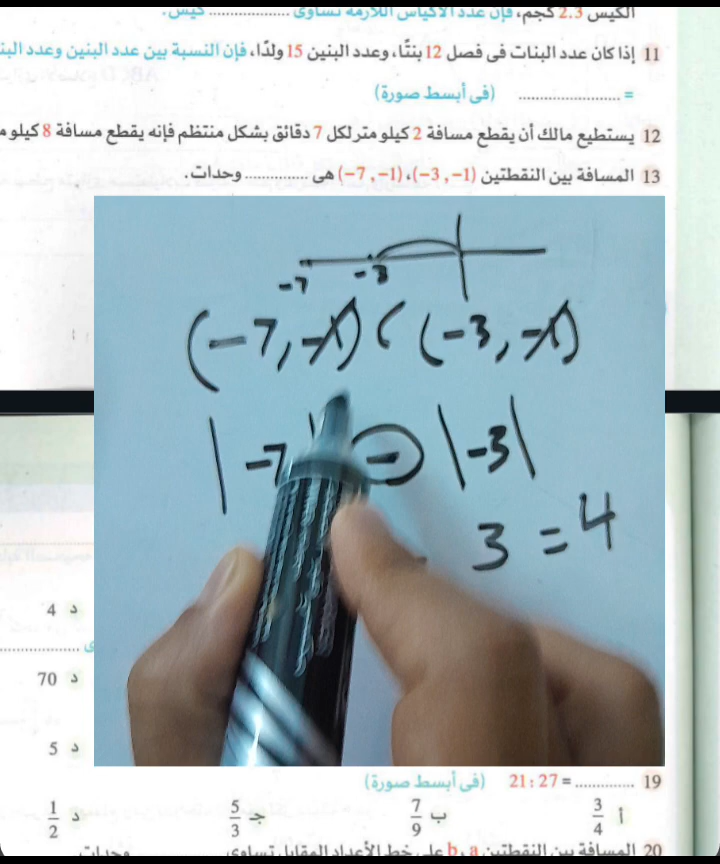 الكيس 2.3 كجم، فإن عدد الأكياس اللازمة تساوى .................. كيس.
11 إذا كان عدد البنات فى فصل 12 بنتًا، وعدد البنين 15 ولدًا، فإن النسبة بين عدد البنين وعدد
= ...................... (فى أبسط صورة)
12 يستطيع مالك أن يقطع مسافة 2 كيلو متر لكل 7 دقائق بشكل منتظم فإنه يقطع مسافة 8
13 المسافة بين النقطتين (−3 , −1)، (−7 , −1) هى .............. وحدات.
-7 -3
(-7, -1) ( (-3, -1)
|-7 - |-3|
3 = 4
د 4
د 70
د 5
19 21 : 27 = ............. (فى أبسط صورة)
أ 3/4 ب 7/9 جـ 5/3 د 1/2
20 المسافة بين النقطتين b ، a على خط الأعداد المقابل تساوى .................. وحدات